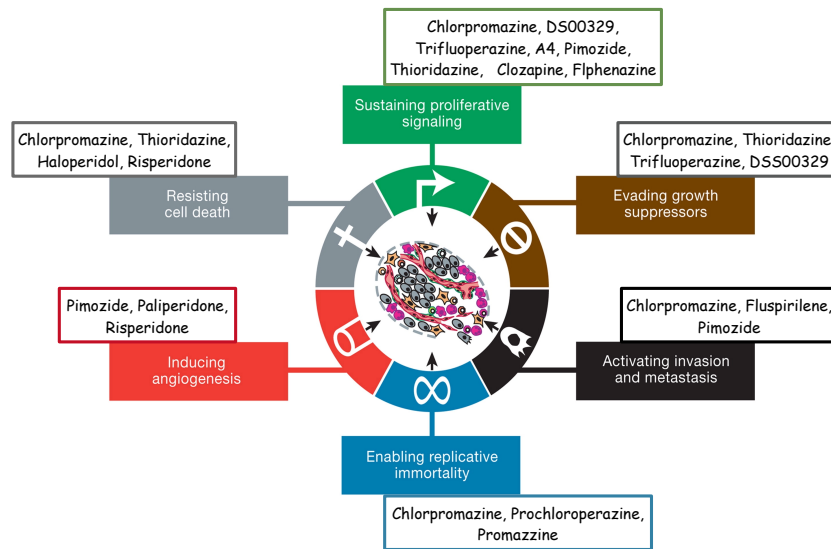 Chlorpromazine, DS00329,
Trifluoperazine, A4, Pimozide,
Thioridazine, Clozapine, Flphenazine
Sustaining proliferative
signaling
Chlorpromazine, Thioridazine,
Haloperidol, Risperidone
Resisting
cell death
Chlorpromazine, Thioridazine
Trifluoperazine, DSS00329
Evading growth
suppressors
Pimozide, Paliperidone,
Risperidone
Inducing
angiogenesis
Chlorpromazine, Fluspirilene,
Pimozide
Activating invasion
and metastasis
Enabling replicative
immortality
Chlorpromazine, Prochloroperazine,
Promazzine